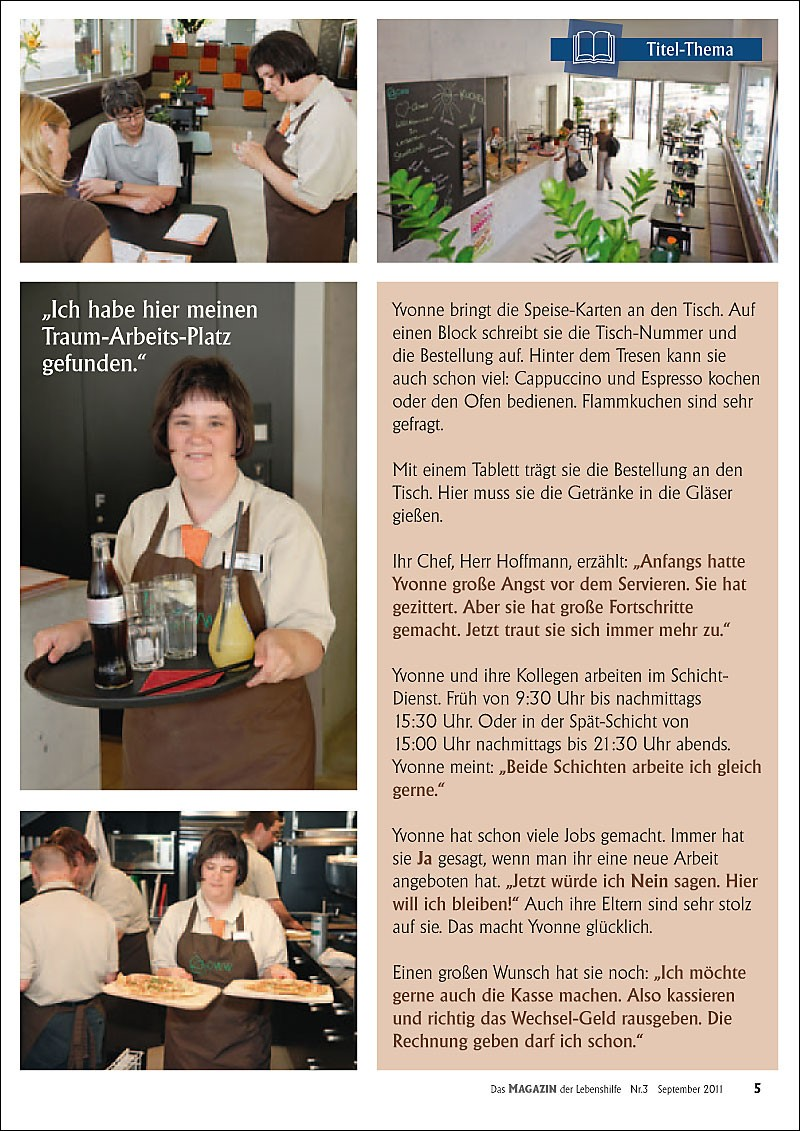 Titel-Thema
„Ich habe hier meinen
Traum-Arbeits-Platz
gefunden.“
Yvonne bringt die Speise-Karten an den Tisch. Auf
einen Block schreibt sie die Tisch-Nummer und
die Bestellung auf. Hinter dem Tresen kann sie
auch schon viel: Cappuccino und Espresso kochen
oder den Ofen bedienen. Flammkuchen sind sehr
gefragt.
Mit einem Tablett trägt sie die Bestellung an den
Tisch. Hier muss sie die Getränke in die Gläser
gießen.
Ihr Chef, Herr Hoffmann, erzählt: „Anfangs hatte
Yvonne große Angst vor dem Servieren. Sie hat
gezittert. Aber sie hat große Fortschritte
gemacht. Jetzt traut sie sich immer mehr zu.“
Yvonne und ihre Kollegen arbeiten im Schicht-
Dienst. Früh von 9:30 Uhr bis nachmittags
15:30 Uhr. Oder in der Spät-Schicht von
15:00 Uhr nachmittags bis 21:30 Uhr abends.
Yvonne meint: „Beide Schichten arbeite ich gleich
gerne.“
Yvonne hat schon viele Jobs gemacht. Immer hat
sie Ja gesagt, wenn man ihr eine neue Arbeit
angeboten hat. „Jetzt würde ich Nein sagen. Hier
will ich bleiben!“ Auch ihre Eltern sind sehr stolz
auf sie. Das macht Yvonne glücklich.
Einen großen Wunsch hat sie noch: „Ich möchte
gerne auch die Kasse machen. Also kassieren
und richtig das Wechsel-Geld rausgeben. Die
Rechnung geben darf ich schon.“
Das MAGAZIN der Lebenshilfe Nr.3 September 2011 5